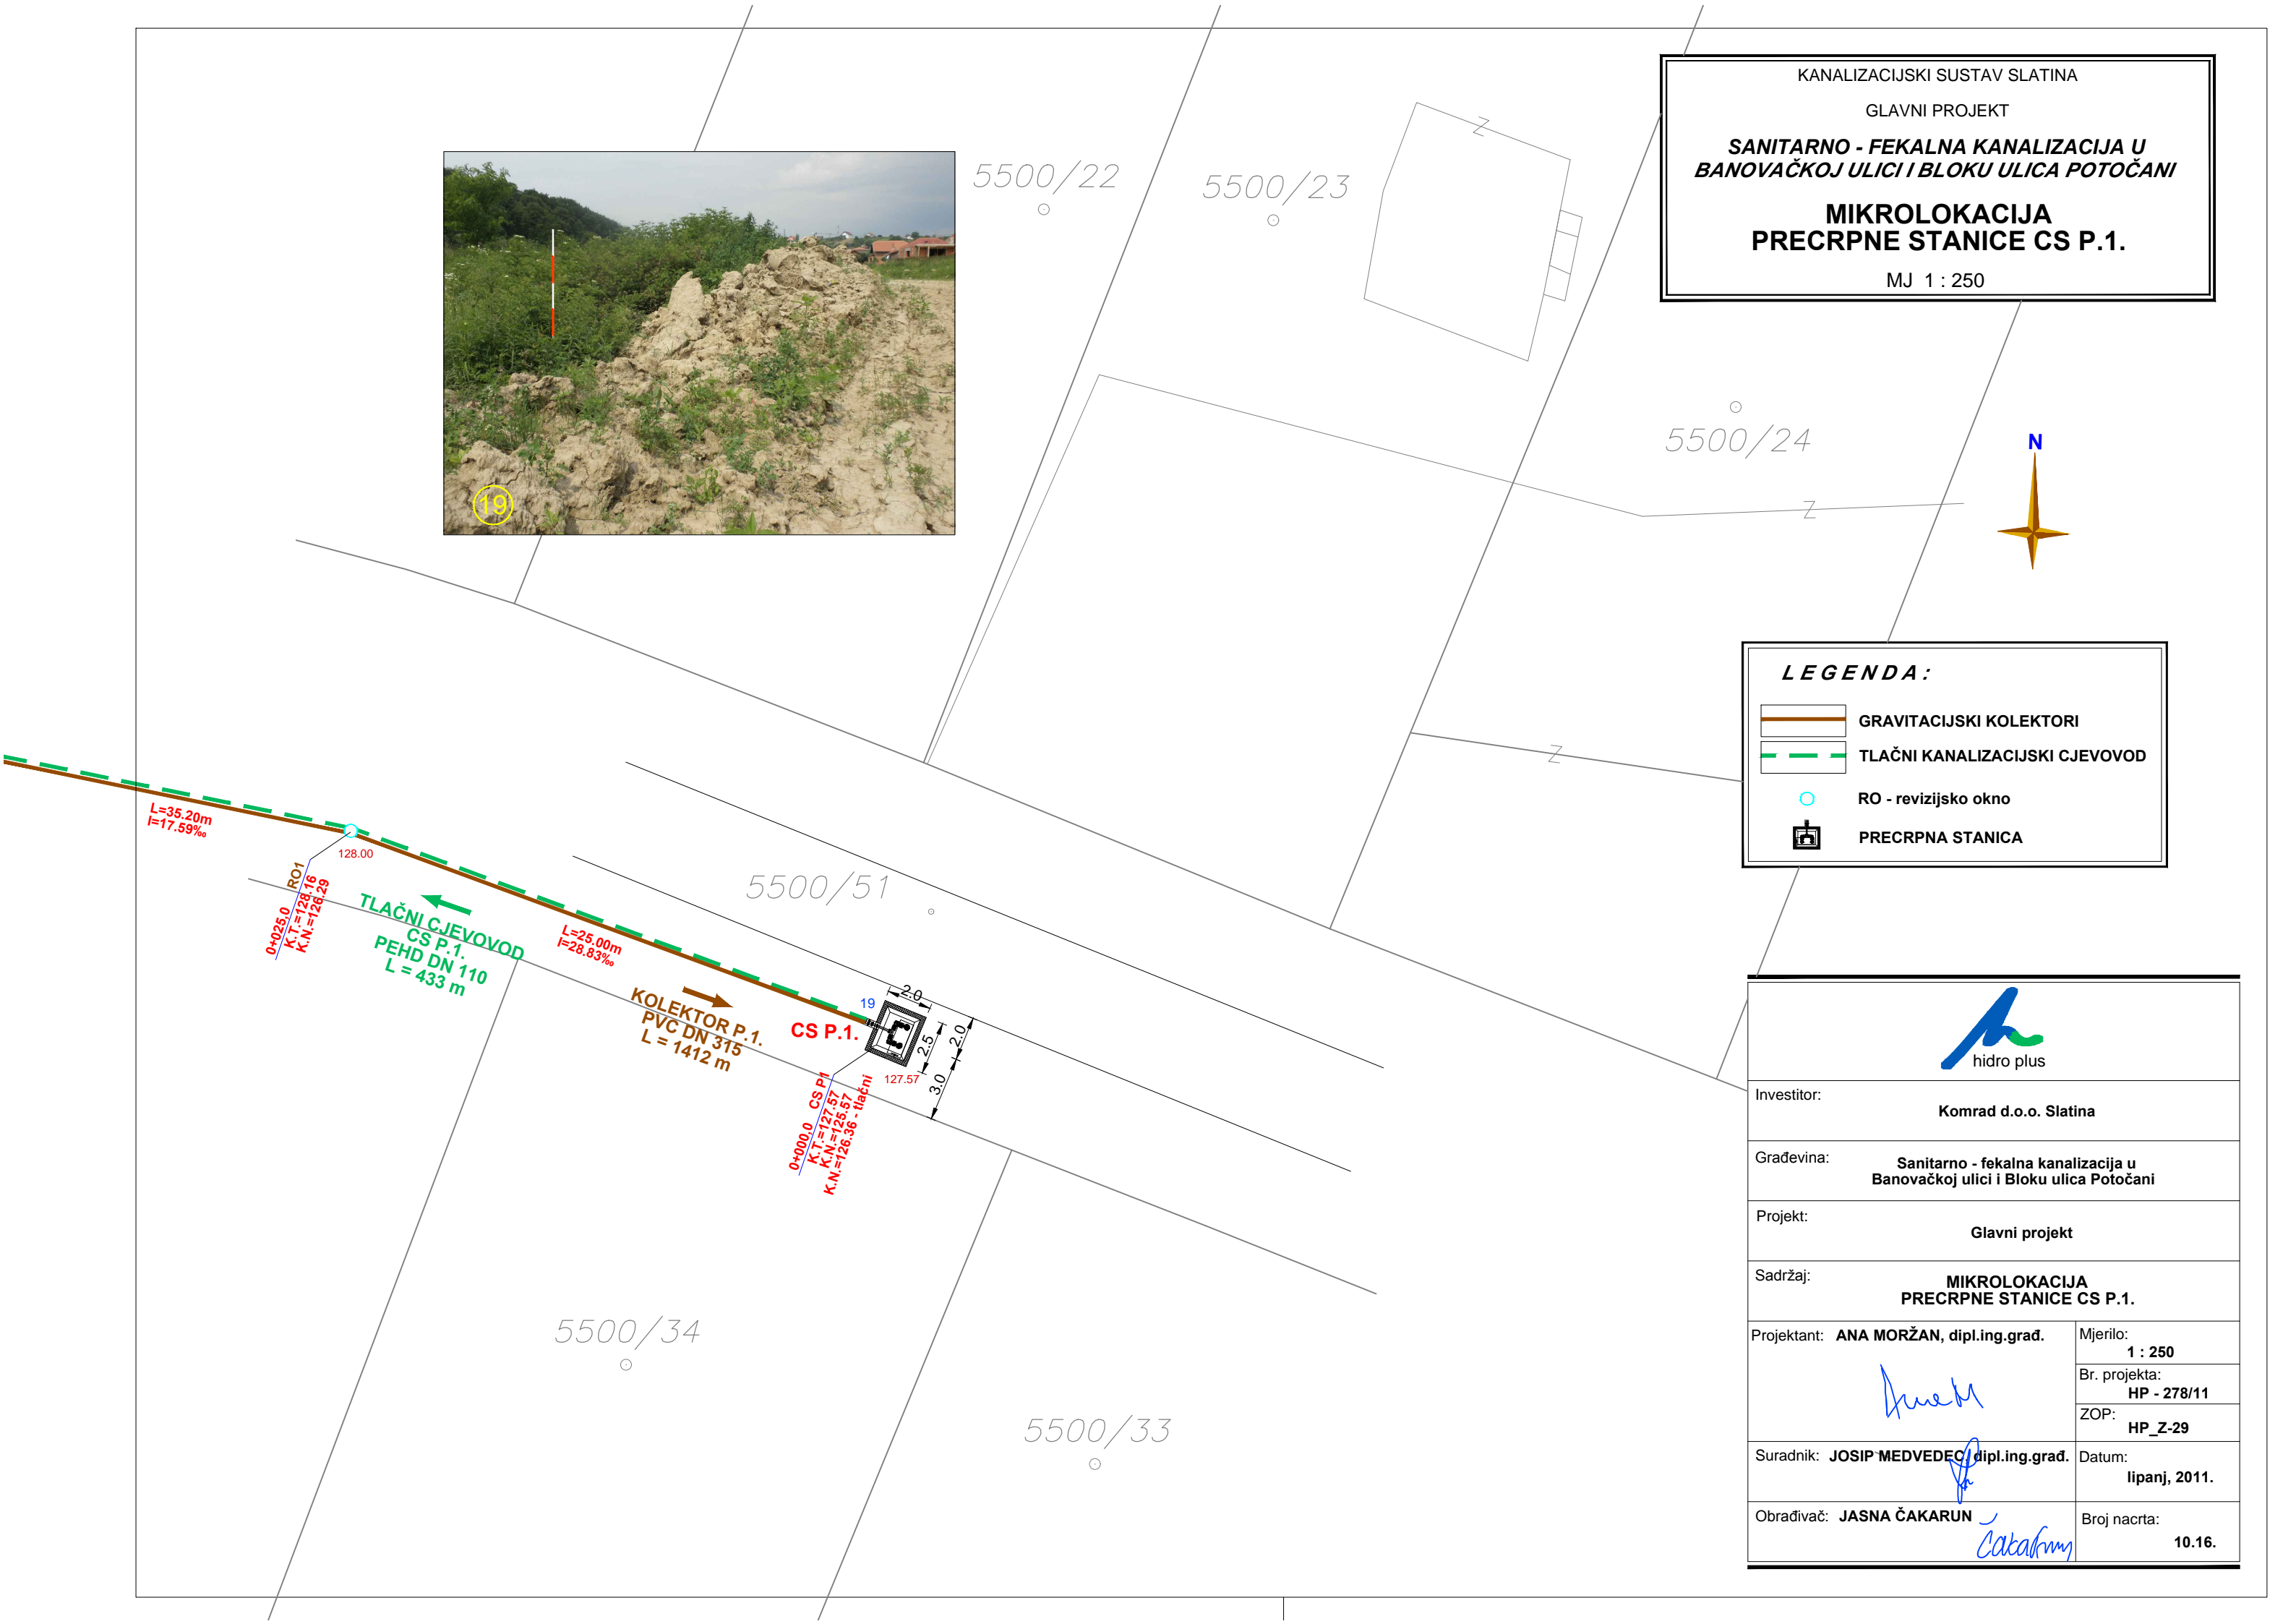 KANALIZACIJSKI SUSTAV SLATINA
GLAVNI PROJEKT
SANITARNO - FEKALNA KANALIZACIJA U
BANOVAČKOJ ULICI I BLOKU ULICA POTOČANI
MIKROLOKACIJA
PRECRPNE STANICE CS P.1.
MJ 1 : 250
5500/22
5500/23
Z
5500/24
Z
N
19
Z
LEGENDA:
GRAVITACIJSKI KOLEKTORI
TLAČNI KANALIZACIJSKI CJEVOVOD
RO - revizijsko okno
PRECRPNA STANICA
L=35.20m
I=17.59‰
128.00
RO1
0+025,0
K.T.=128.16
K.N.=126.29
TLAČNI CJEVOVOD
CS P.1.
PEHD DN 110
L = 433 m
L=25.00m
I=28.83‰
5500/51
KOLEKTOR P.1.
PVC DN 315
L = 1412 m
19
CS P.1.
2.0
2.5
2.0
3.0
127.57
0+000,0 CS P1
K.T.=127.57
K.N.=125.57
K.N.=126.36 - tlačni
5500/34
5500/33
hidro plus
Investitor:
Komrad d.o.o. Slatina
Građevina:
Sanitarno - fekalna kanalizacija u
Banovačkoj ulici i Bloku ulica Potočani
Projekt:
Glavni projekt
Sadržaj:
MIKROLOKACIJA
PRECRPNE STANICE CS P.1.
Projektant: ANA MORŽAN, dipl.ing.građ.
Mjerilo:
1 : 250
Br. projekta:
HP - 278/11
ZOP:
HP_Z-29
Suradnik: JOSIP MEDVEDEC, dipl.ing.građ.
Datum:
lipanj, 2011.
Obrađivač: JASNA ČAKARUN
Čakarun
Broj nacrta:
10.16.